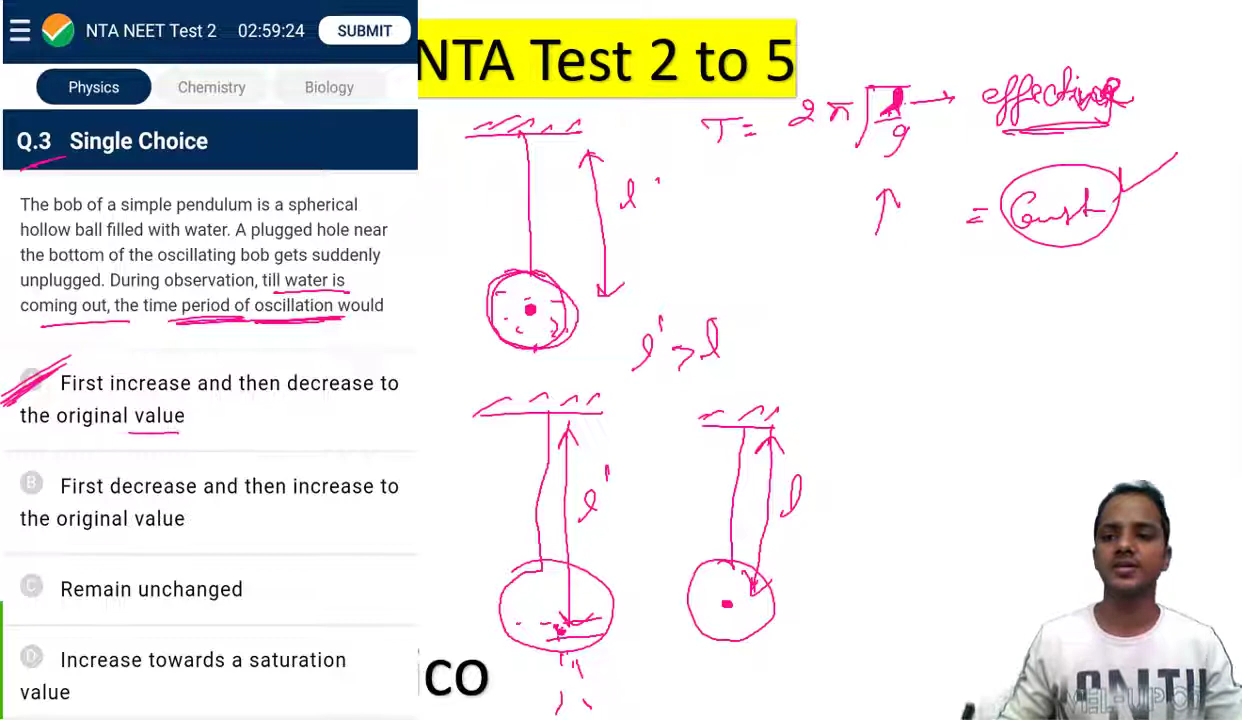 NTA NEET Test 2 02:59:24 SUBMIT
Physics Chemistry Biology
Q.3 Single Choice
The bob of a simple pendulum is a spherical
hollow ball filled with water. A plugged hole near
the bottom of the oscillating bob gets suddenly
unplugged. During observation, till water is
coming out, the time period of oscillation would
First increase and then decrease to
the original value
B First decrease and then increase to
the original value
C Remain unchanged
D Increase towards a saturation
value
NTA Test 2 to 5
T = 2π√l/g → effective
= Const
l'
l' > l
l'
l
ico